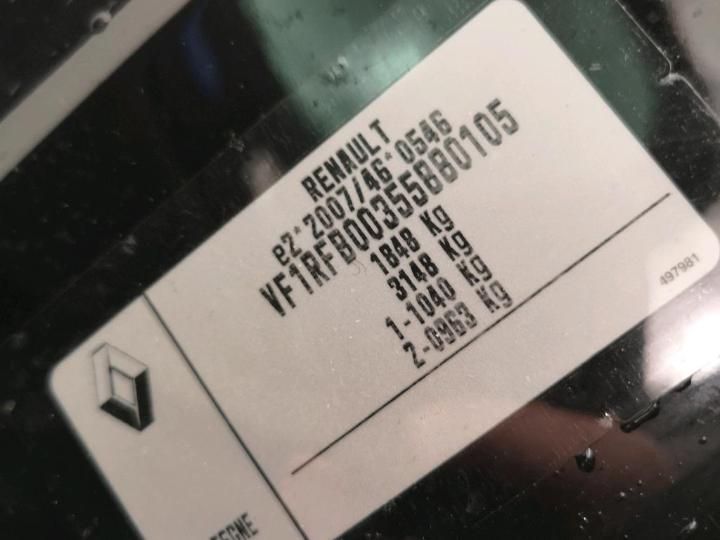 RENAULT
e2*2007/46*0546
VF1RFB00355880105
1848 Kg
3148 Kg
1-1040 Kg
2-0963 Kg
497981